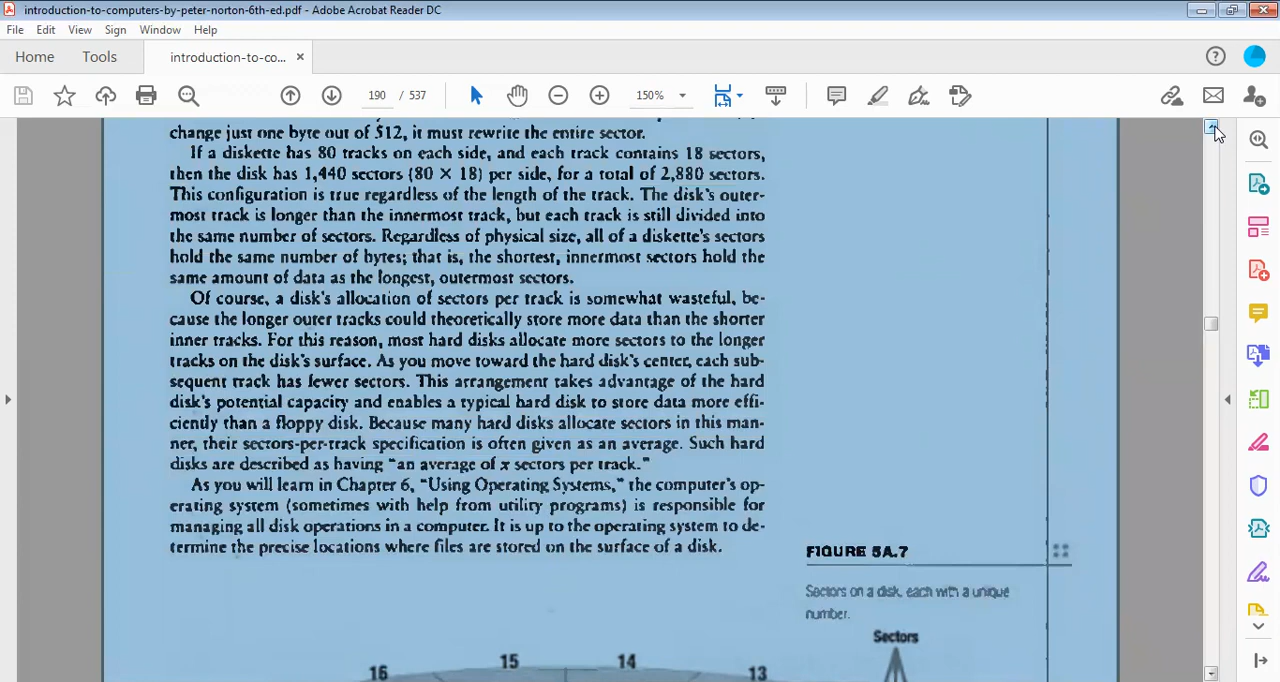 introduction-to-computers-by-peter-norton-6th-ed.pdf - Adobe Acrobat Reader DC
File Edit View Sign Window Help
Home Tools introduction-to-co... ×
190 / 537 150%
change just one byte out of 512, it must rewrite the entire sector.
If a diskette has 80 tracks on each side, and each track contains 18 sectors,
then the disk has 1,440 sectors (80 × 18) per side, for a total of 2,880 sectors.
This configuration is true regardless of the length of the track. The disk's outer-
most track is longer than the innermost track, but each track is still divided into
the same number of sectors. Regardless of physical size, all of a diskette's sectors
hold the same number of bytes; that is, the shortest, innermost sectors hold the
same amount of data as the longest, outermost sectors.
Of course, a disk's allocation of sectors per track is somewhat wasteful, be-
cause the longer outer tracks could theoretically store more data than the shorter
inner tracks. For this reason, most hard disks allocate more sectors to the longer
tracks on the disk's surface. As you move toward the hard disk's center, each sub-
sequent track has fewer sectors. This arrangement takes advantage of the hard
disk's potential capacity and enables a typical hard disk to store data more effi-
ciently than a floppy disk. Because many hard disks allocate sectors in this man-
ner, their sectors-per-track specification is often given as an average. Such hard
disks are described as having "an average of x sectors per track."
As you will learn in Chapter 6, "Using Operating Systems," the computer's op-
erating system (sometimes with help from utility programs) is responsible for
managing all disk operations in a computer. It is up to the operating system to de-
termine the precise locations where files are stored on the surface of a disk.
FIGURE 5A.7
Sectors on a disk, each with a unique
number.
Sectors
16 15 14 13